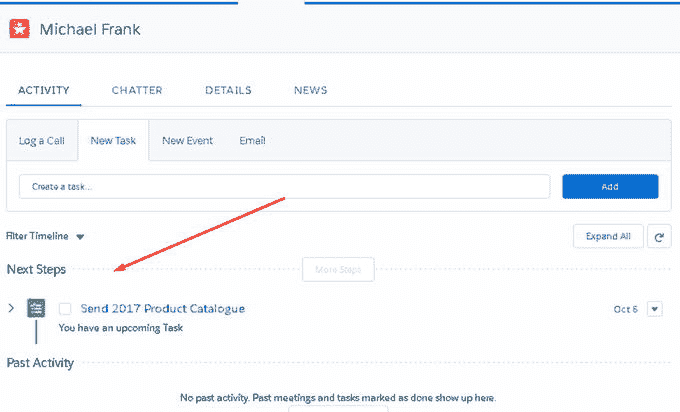 Michael Frank
ACTIVITY CHATTER DETAILS NEWS
Log a Call New Task New Event Email
Create a task... Add
Filter Timeline Expand All
Next Steps More Steps
Send 2017 Product Catalogue Oct 6
You have an upcoming Task
Past Activity
No past activity. Past meetings and tasks marked as done show up here.